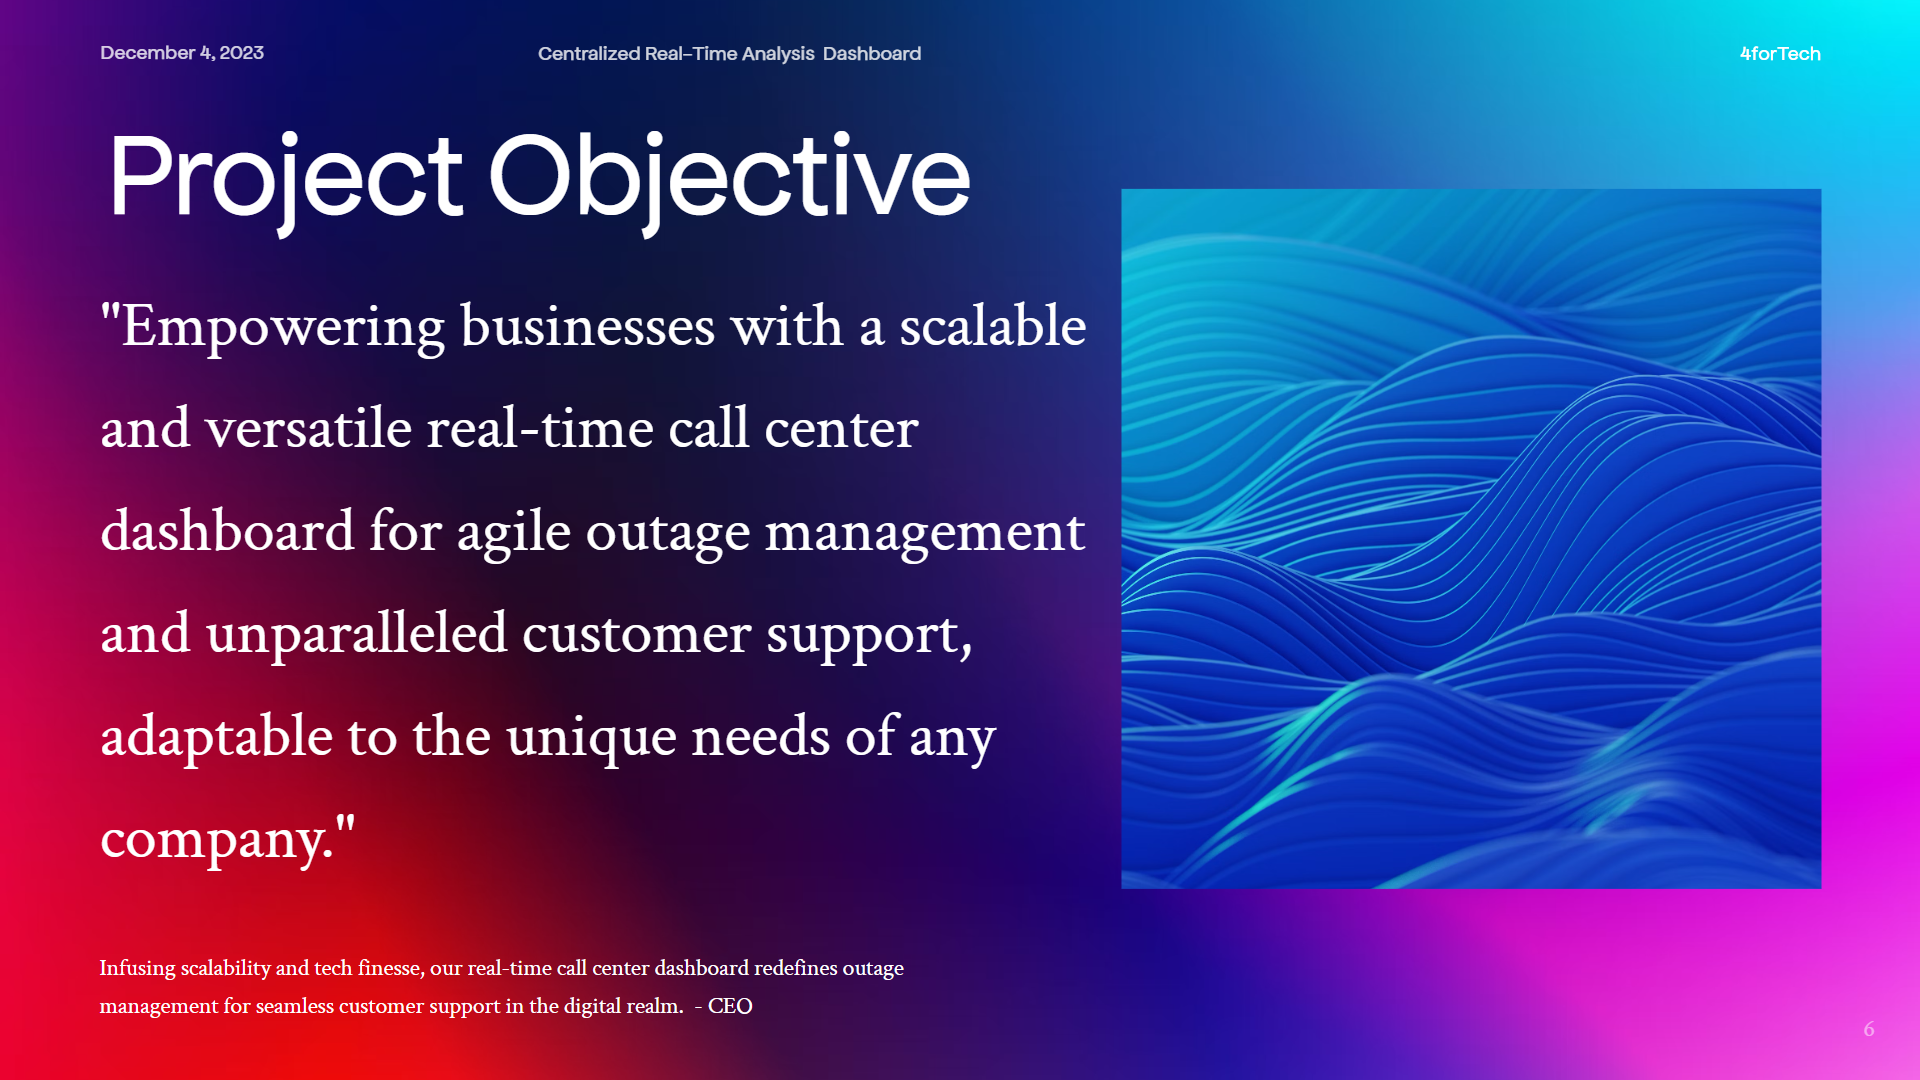 December 4, 2023
Centralized Real-Time Analysis Dashboard
4forTech
Project Objective
"Empowering businesses with a scalable
and versatile real-time call center
dashboard for agile outage management
and unparalleled customer support,
adaptable to the unique needs of any
company."
Infusing scalability and tech finesse, our real-time call center dashboard redefines outage
management for seamless customer support in the digital realm. - CEO
6